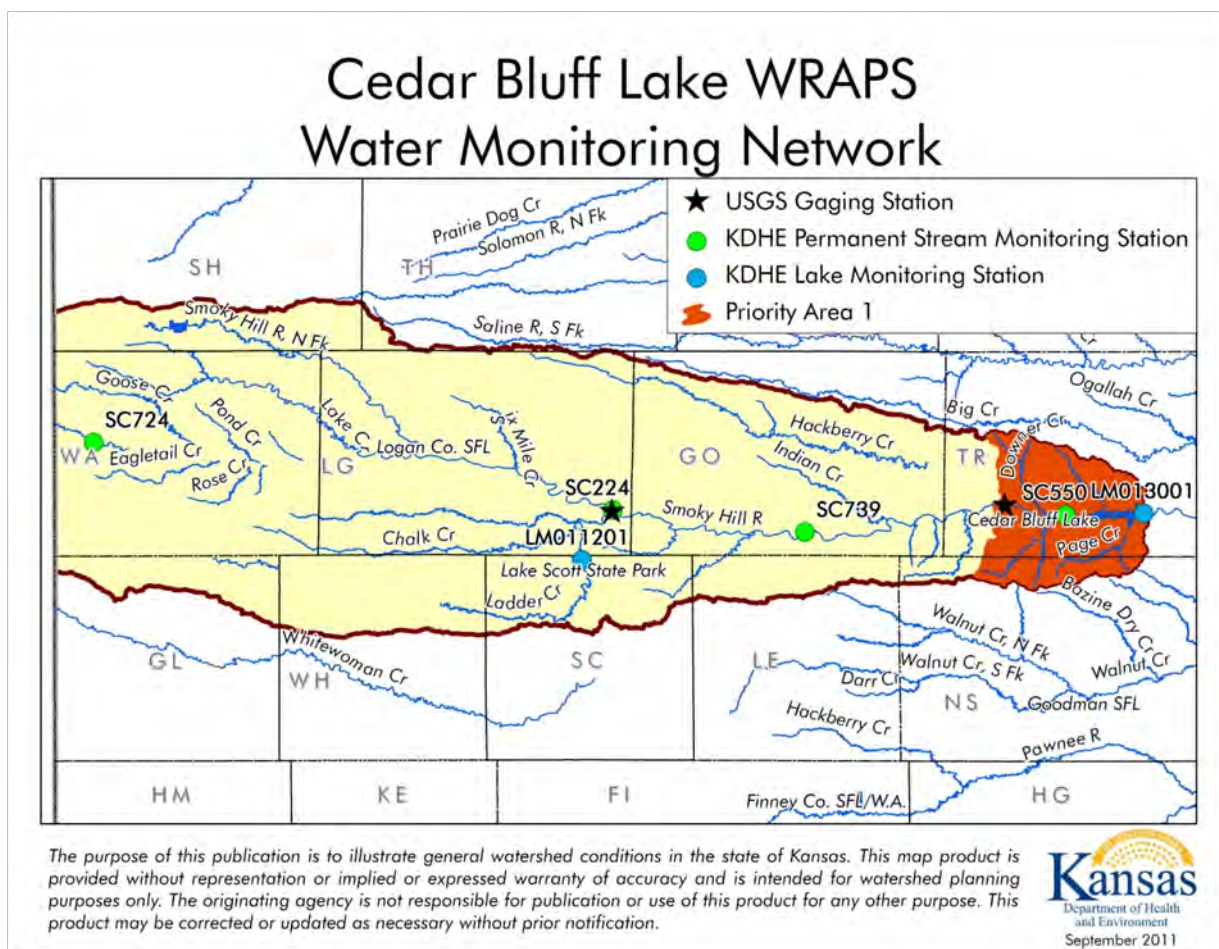 Cedar Bluff Lake WRAPS
Water Monitoring Network
USGS Gaging Station
KDHE Permanent Stream Monitoring Station
KDHE Lake Monitoring Station
Priority Area 1
Prairie Dog Cr
Solomon R, N Fk
SH
TH
Smoky Hill R, N Fk
Saline R, S Fk
Cr
Ogallah Cr
Goose Cr
Big Cr
Downer Cr
SC724
Pond Cr
Lake C
ix Mile Cr
S
Hackberry Cr
WA
Eagletail Cr
LG
Logan Co. SFL
GO
Indian Cr
TR
Rose Cr
SC224
SC550
LM013001
Smoky Hill R
SC739
Cedar Bluff Lake
Chalk Cr
LM011201
Page Cr
Lake Scott State Park
Ladder Cr
Bazine
Dry Cr
Walnut Cr, N Fk
GL
Whitewoman Cr
WH
SC
LE
Walnut Cr, S Fk
Walnut Cr
Darr Cr
NS
Goodman SFL
Hackberry Cr
Pawnee R
HM
KE
FI
Finney Co. SFL/W.A.
HG
The purpose of this publication is to illustrate general watershed conditions in the state of Kansas. This map product is
provided without representation or implied or expressed warranty of accuracy and is intended for watershed planning
purposes only. The originating agency is not responsible for publication or use of this product for any other purpose. This
product may be corrected or updated as necessary without prior notification.
Kansas
Department of Health
and Environment
September 2011